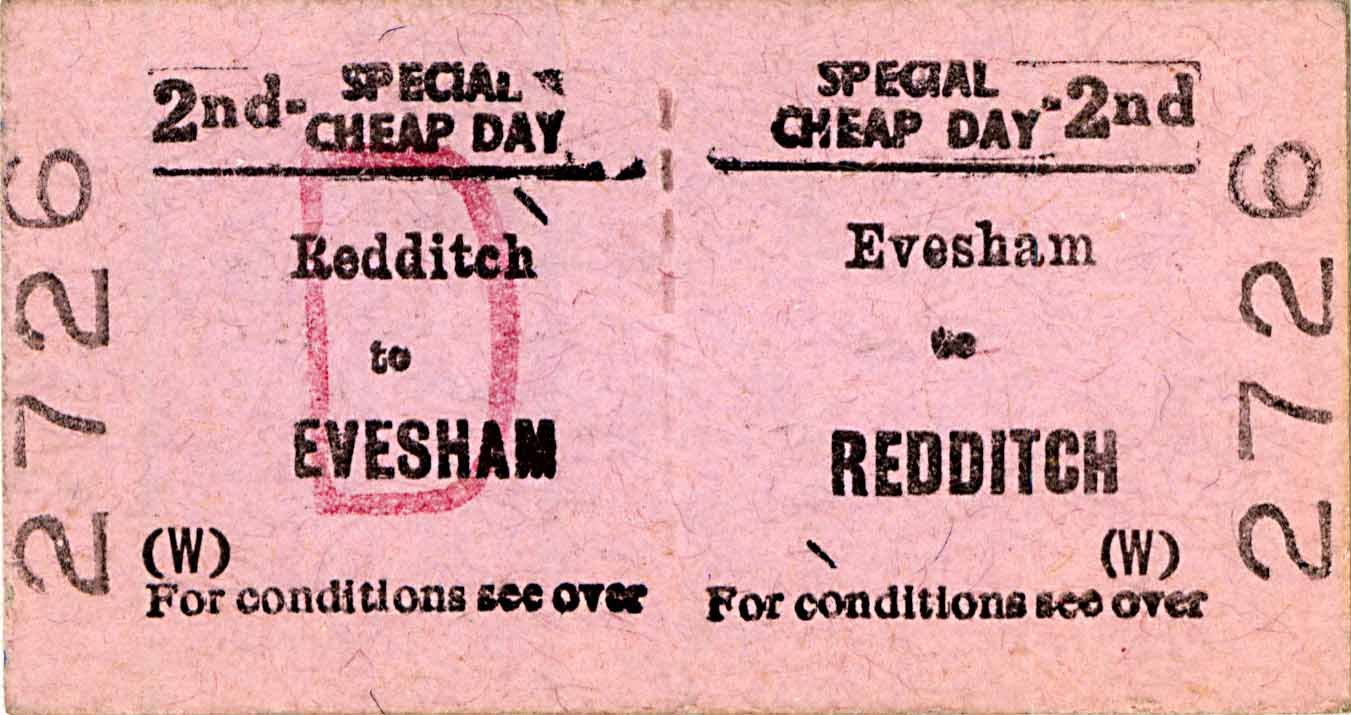 2nd- SPECIAL
CHEAP DAY
Redditch
to
EVESHAM
(W)
For conditions see over
D
2726
SPECIAL
CHEAP DAY -2nd
Evesham
to
REDDITCH
(W)
For conditions see over
2726